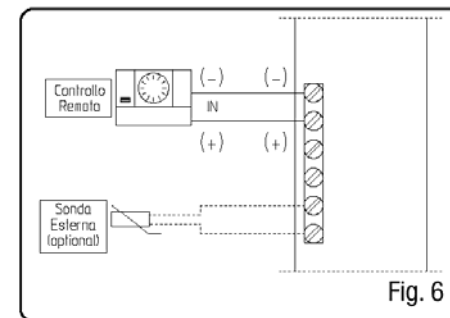 Controllo
Remoto
(-) (-)
IN
(+) (+)
Sonda
Esterna
(optional)
Fig. 6